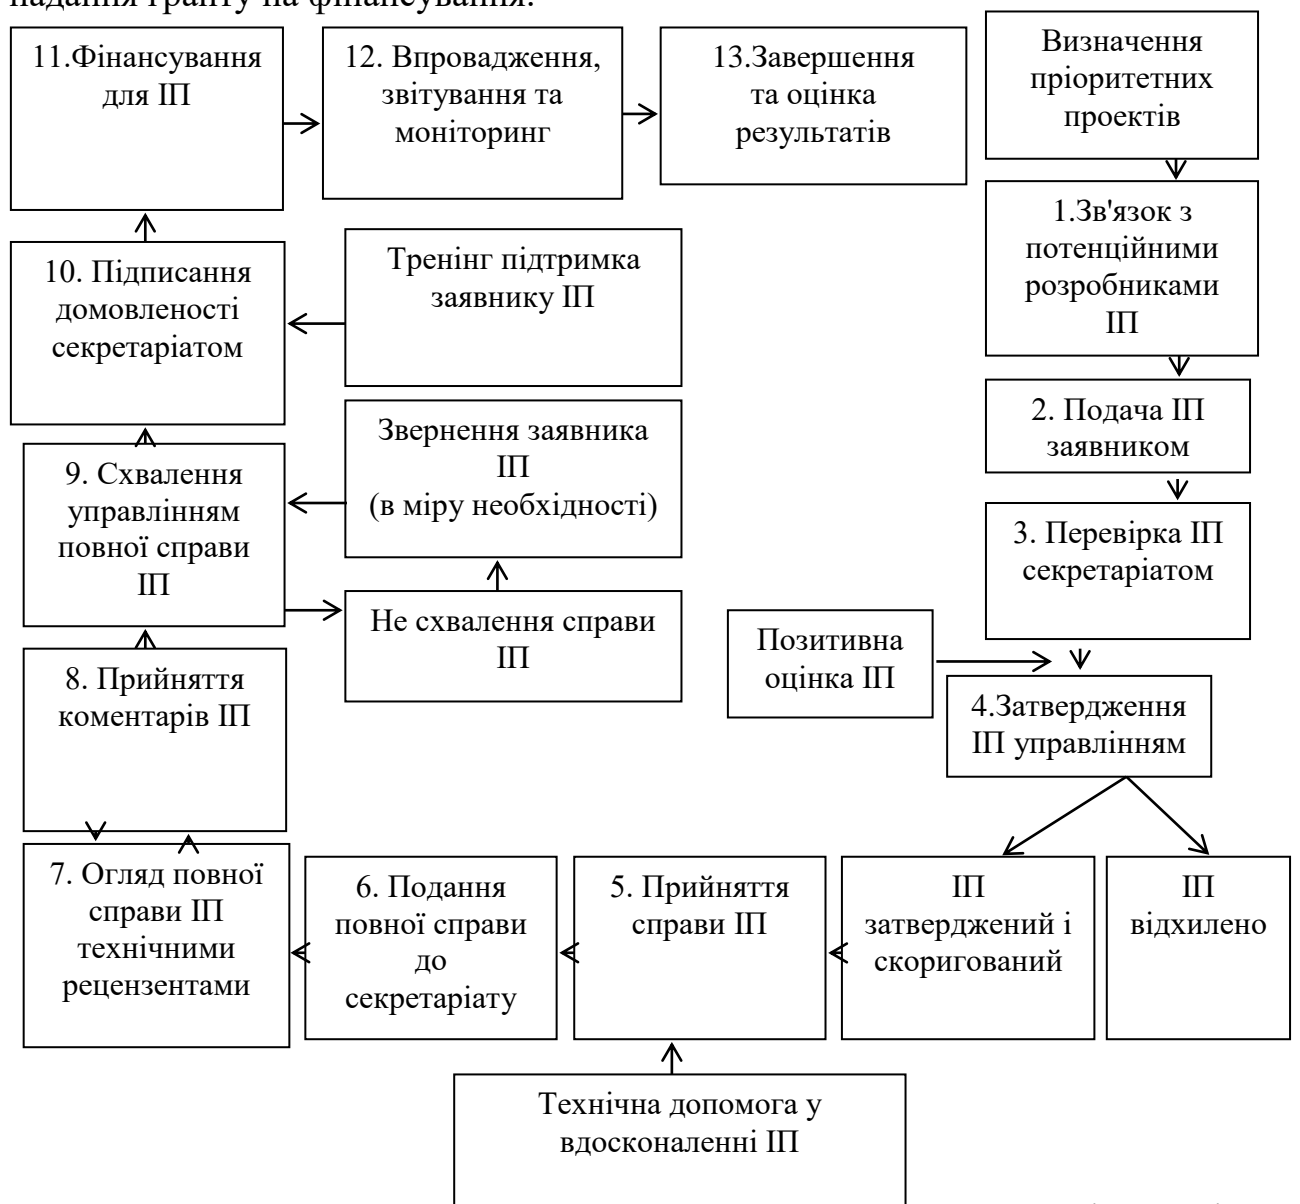 надання гранту на фінансування.
11.Фінансування
для ІП
12. Впровадження,
звітування та
моніторинг
13.Завершення
та оцінка
результатів
Визначення
пріоритетних
проектів
1.Зв'язок з
потенційними
розробниками
ІП
10. Підписання
домовленості
секретаріатом
Тренінг підтримка
заявнику ІП
2. Подача ІП
заявником
9. Схвалення
управлінням
повної справи
ІП
Звернення заявника
ІП
(в міру необхідності)
3. Перевірка ІП
секретаріатом
Не схвалення справи
ІП
Позитивна
оцінка ІП
8. Прийняття
коментарів ІП
4.Затвердження
ІП управлінням
7. Огляд повної
справи ІП
технічними
рецензентами
6. Подання
повної справи
до
секретаріату
5. Прийняття
справи ІП
ІП
затверджений і
скоригований
ІП
відхилено
Технічна допомога у
вдосконаленні ІП